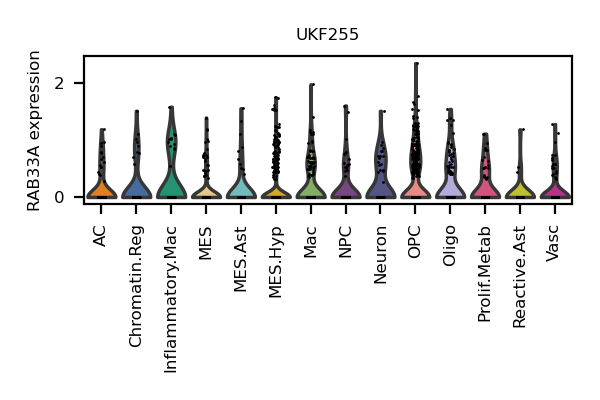 UKF255
RAB33A expression
2
0
AC
Chromatin.Reg
Inflammatory.Mac
MES
MES.Ast
MES.Hyp
Mac
NPC
Neuron
OPC
Oligo
Prolif.Metab
Reactive.Ast
Vasc